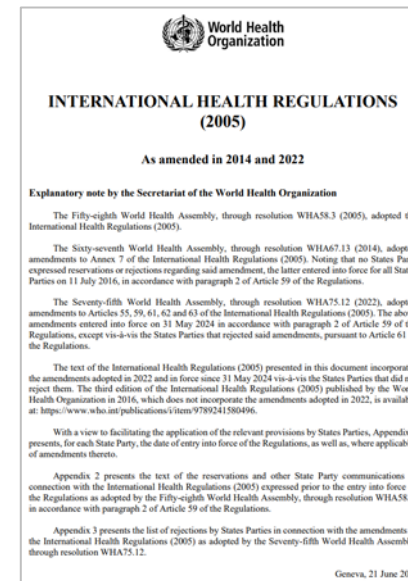 World Health
Organization
INTERNATIONAL HEALTH REGULATIONS
(2005)
As amended in 2014 and 2022
Explanatory note by the Secretariat of the World Health Organization
The Fifty-eighth World Health Assembly, through resolution WHA58.3 (2005), adopted
International Health Regulations (2005).
The Sixty-seventh World Health Assembly, through resolution WHA67.13 (2014),
amendments to Annex 7 of the International Health Regulations (2005). Noting that no States
expressed reservations or rejections regarding said amendment, the latter entered into force for all
Parties on 11 July 2016, in accordance with paragraph 2 of Article 59 of the Regulations.
The Seventy-fifth World Health Assembly, through resolution WHA75.12 (2022),
amendments to Articles 55, 59, 61, 62 and 63 of the International Health Regulations (2005). The
amendments entered into force on 31 May 2024 in accordance with paragraph 2 of Article 59 of
Regulations, except vis-à-vis the States Parties that rejected said amendments, pursuant to Article 61
the Regulations.
The text of the International Health Regulations (2005) presented in this document
the amendments adopted in 2022 and in force since 31 May 2024 vis-à-vis the States Parties that did
reject them. The third edition of the International Health Regulations (2005) published by the
Health Organization in 2016, which does not incorporate the amendments adopted in 2022, is
at: https://www.who.int/publications/i/item/9789241580496.
With a view to facilitating the application of the relevant provisions by States Parties, Appendix
presents, for each State Party, the date of entry into force of the Regulations, as well as, where
of amendments thereto.
Appendix 2 presents the text of the reservations and other State Party communications
connection with the International Health Regulations (2005) expressed prior to the entry into force
the Regulations as adopted by the Fifty-eighth World Health Assembly, through resolution
in accordance with paragraph 2 of Article 59 of the Regulations.
Appendix 3 presents the list of rejections by States Parties in connection with the amendments
the International Health Regulations (2005) as adopted by the Seventy-fifth World Health
through resolution WHA75.12.
Geneva, 21 June